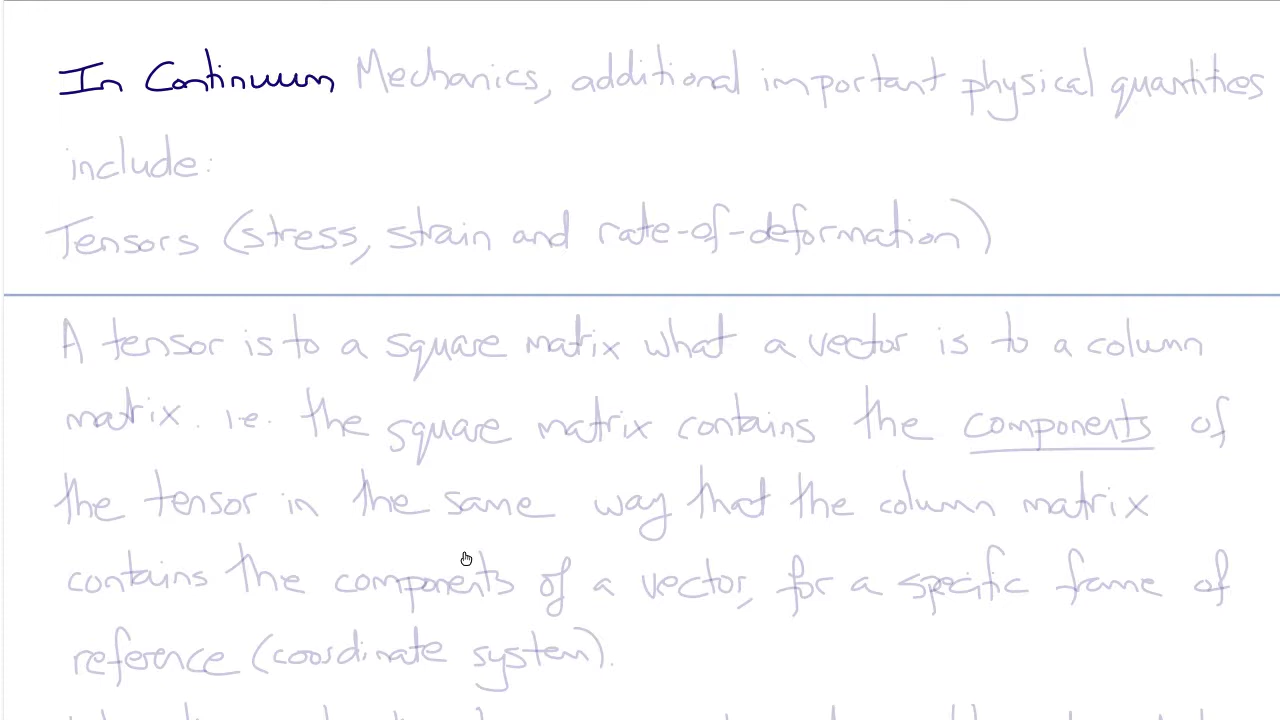 In Continuum Mechanics, additional important physical quantities
include:
Tensors (stress, strain and rate-of-deformation)
A tensor is to a square matrix what a vector is to a column
matrix. i.e. the square matrix contains the components of
the tensor in the same way that the column matrix
contains the components of a vector, for a specific frame of
reference (coordinate system).